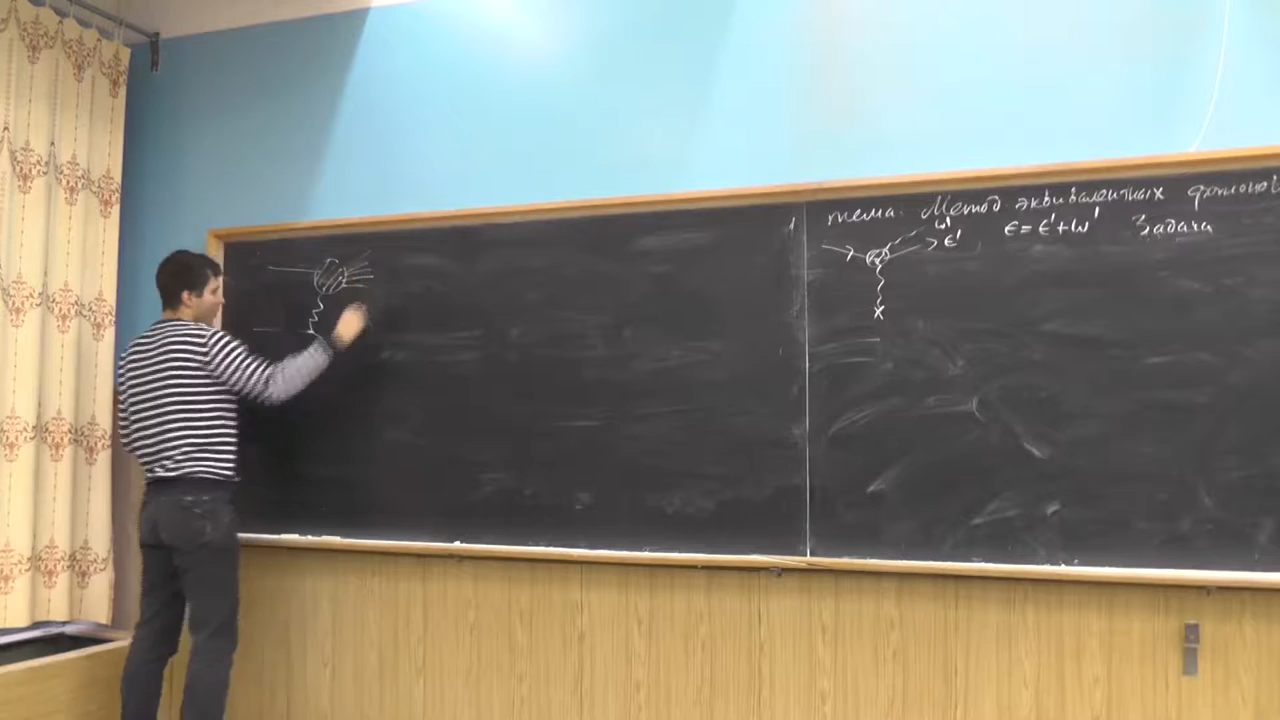 тема. Метод эквивалентных фотонов
ω'
ε' ε = ε' + ω' Задача